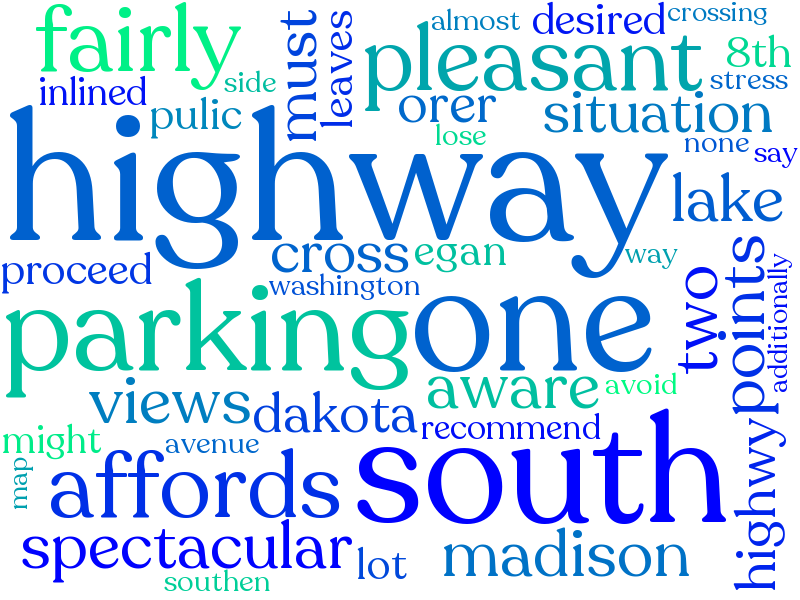 fairly
must
leaves
almost
desired
crossing
pleasant
8th
side
inlined
stress
pulic
orer
situation
lose
none
say
highway
lake
cross
egan
way
proceed
washington
two
points
additionally
parking
one
aware
avoid
views
dakota
recommend
might
avenue
map
affords
south
highwy
spectacular
lot
madison
southen